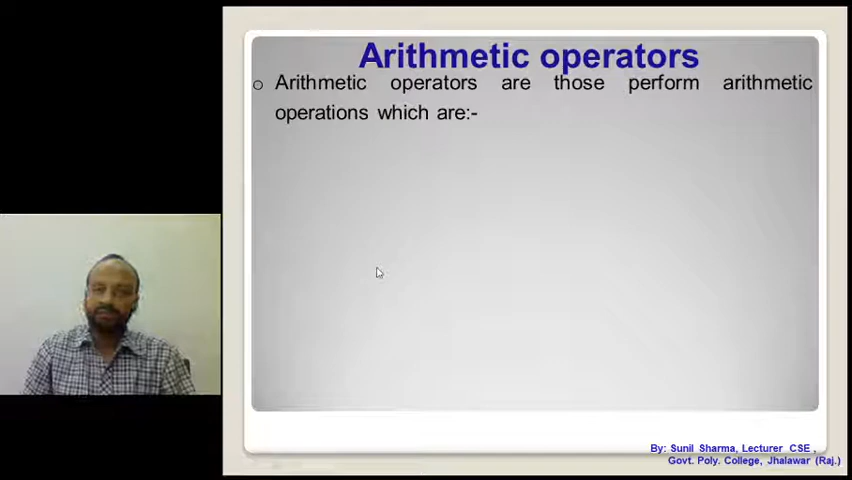 Arithmetic operators
o Arithmetic operators are those perform arithmetic
operations which are:-
By: Sunil Sharma, Lecturer CSE ,
Govt. Poly. College, Jhalawar (Raj.)